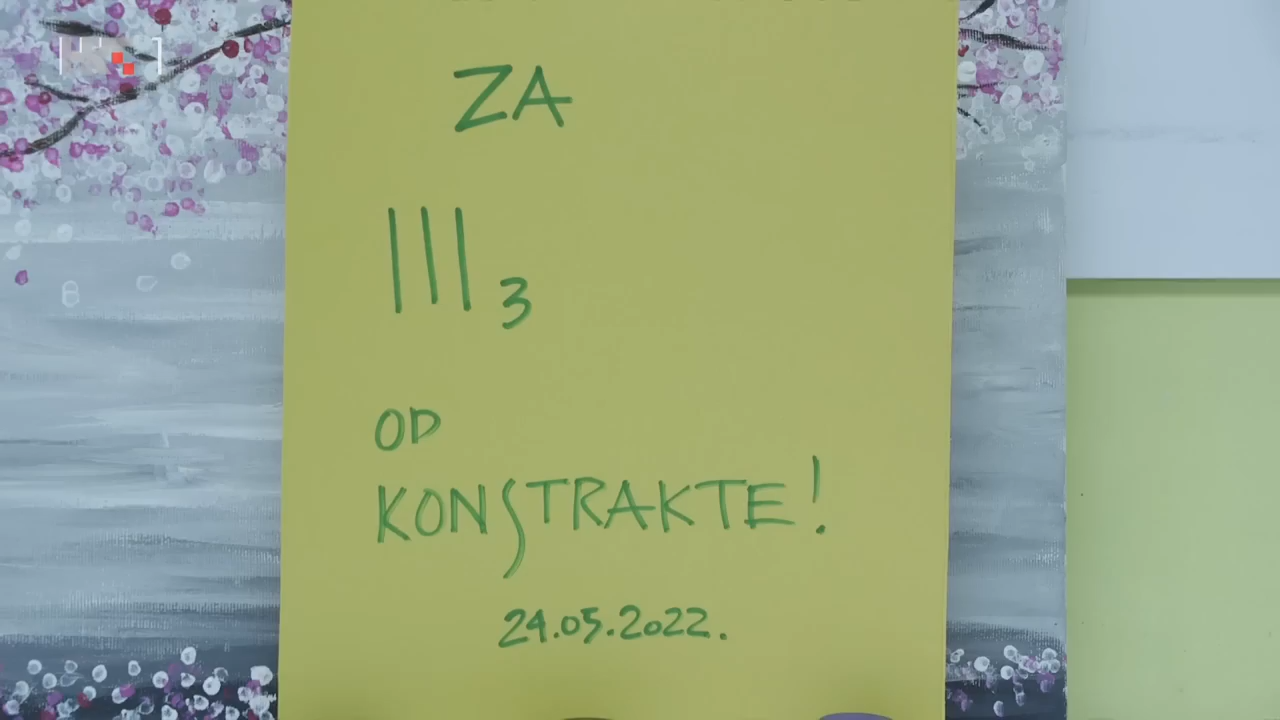 ZA
III3
OD
KONSTRAKTE!
24.05.2022.